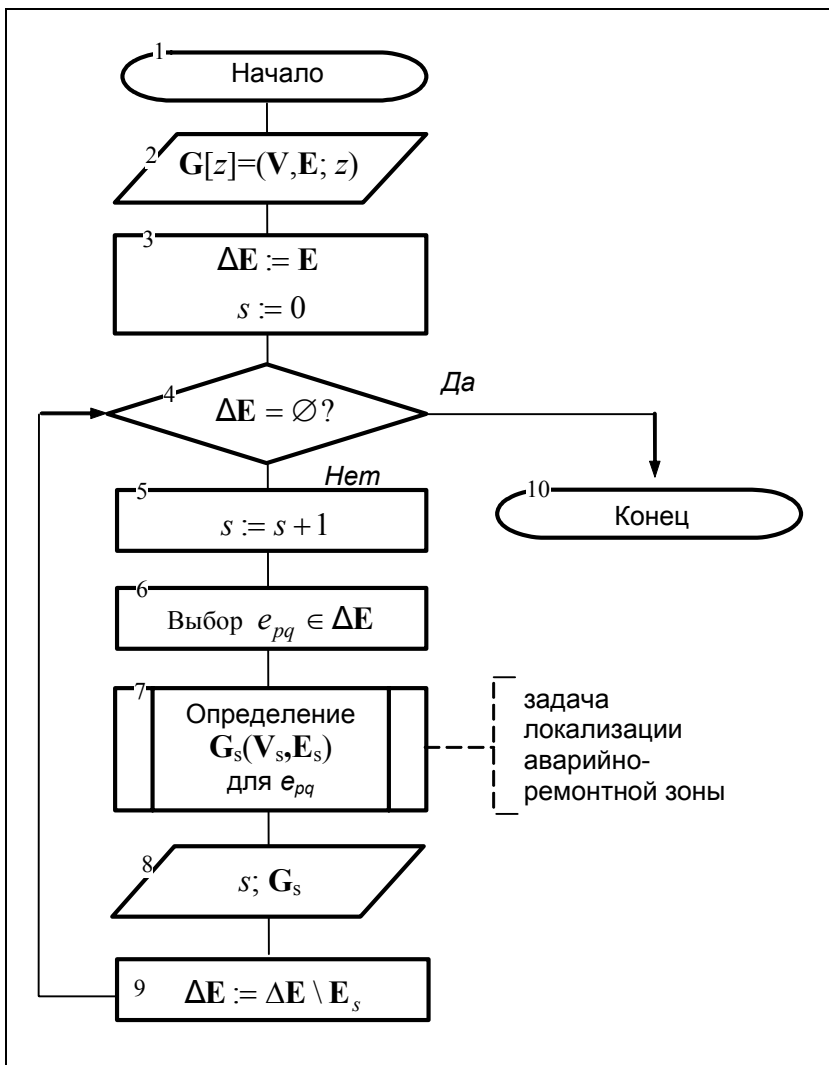 1
Начало
2
G[z]=(V,E; z)
3
ΔE := E
s := 0
4
ΔE = ∅?
Да
Нет
5
s := s + 1
10
Конец
6
Выбор e_pq ∈ ΔE
7
Определение
G_s(V_s,E_s)
для e_pq
задача
локализации
аварийно-
ремонтной зоны
8
s; G_s
9
ΔE := ΔE \ E_s